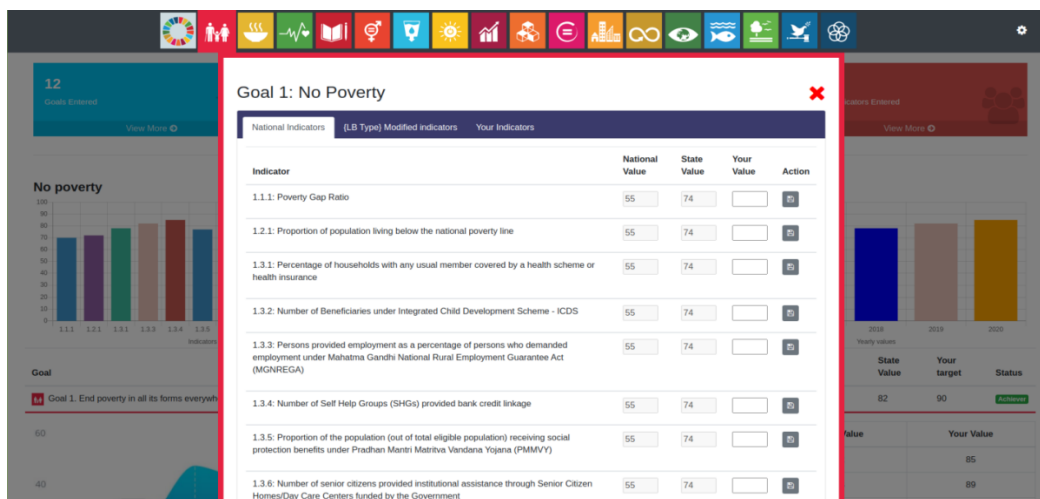 12
Goals Entered
View More
Indicators Entered
View More
Goal 1: No Poverty
National Indicators {LB Type} Modified indicators Your Indicators
Indicator National Value State Value Your Value Action
1.1.1: Poverty Gap Ratio 55 74
1.2.1: Proportion of population living below the national poverty line 55 74
1.3.1: Percentage of households with any usual member covered by a health scheme or
health insurance
55 74
1.3.2: Number of Beneficiaries under Integrated Child Development Scheme - ICDS 55 74
1.3.3: Persons provided employment as a percentage of persons who demanded
employment under Mahatma Gandhi National Rural Employment Guarantee Act
(MGNREGA)
55 74
1.3.4: Number of Self Help Groups (SHGs) provided bank credit linkage 55 74
1.3.5: Proportion of the population (out of total eligible population) receiving social
protection benefits under Pradhan Mantri Matritva Vandana Yojana (PMMVY)
55 74
1.3.6: Number of senior citizens provided institutional assistance through Senior Citizen
Homes/Day Care Centers funded by the Government
55 74
No poverty
100
90
80
70
60
50
40
30
20
10
0
1.1.1 1.2.1 1.3.1 1.3.3 1.3.4 1.3.5
Indicators
2018 2019 2020
Yearly values
Goal
State Value Your target Status
Goal 1. End poverty in all its forms everywh
82 90 Achiever
60
40
Value Your Value
85
89